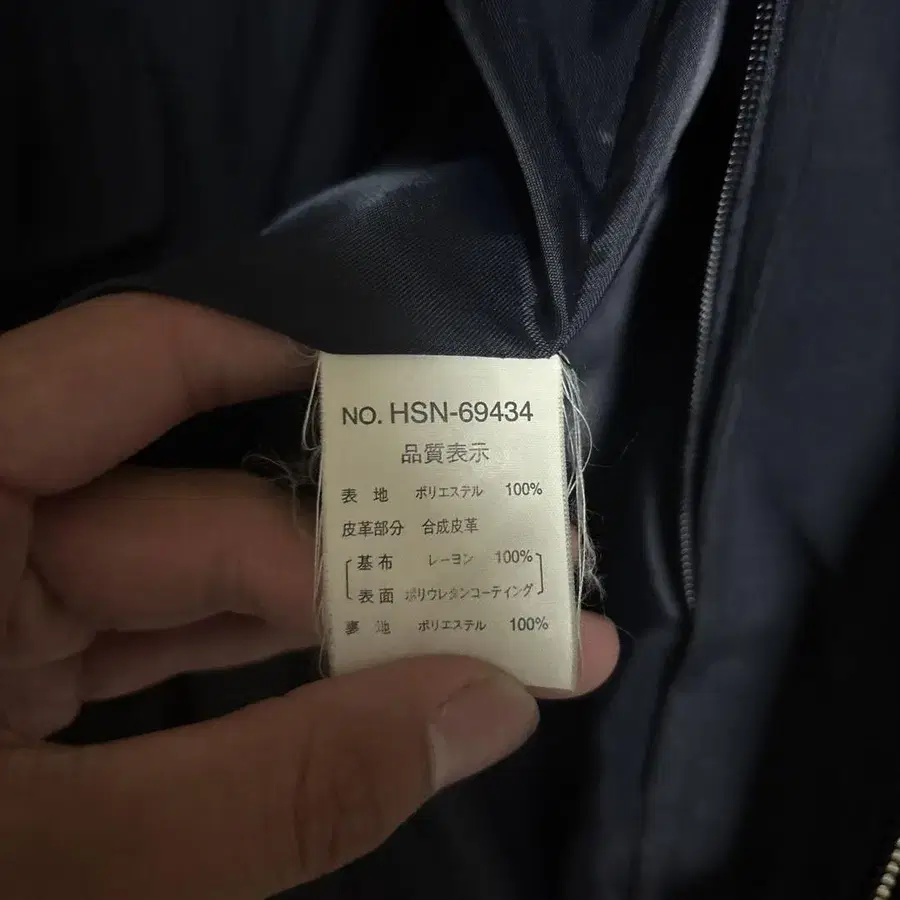 NO. HSN-69434
品質表示
表 地 ポリエステル 100%
皮革部分 合成皮革
基布 レーヨン 100%
表面 ポリウレタンコーティング
裏 地 ポリエステル 100%